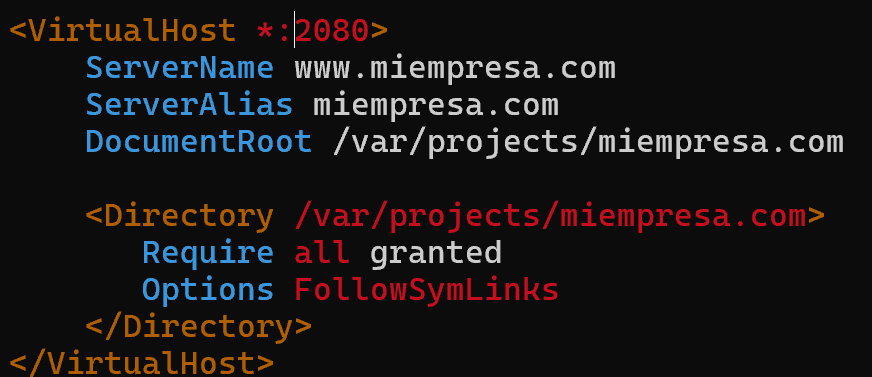 <VirtualHost *:2080>
ServerName www.miempresa.com
ServerAlias miempresa.com
DocumentRoot /var/projects/miempresa.com
<Directory /var/projects/miempresa.com>
Require all granted
Options FollowSymLinks
</Directory>
</VirtualHost>